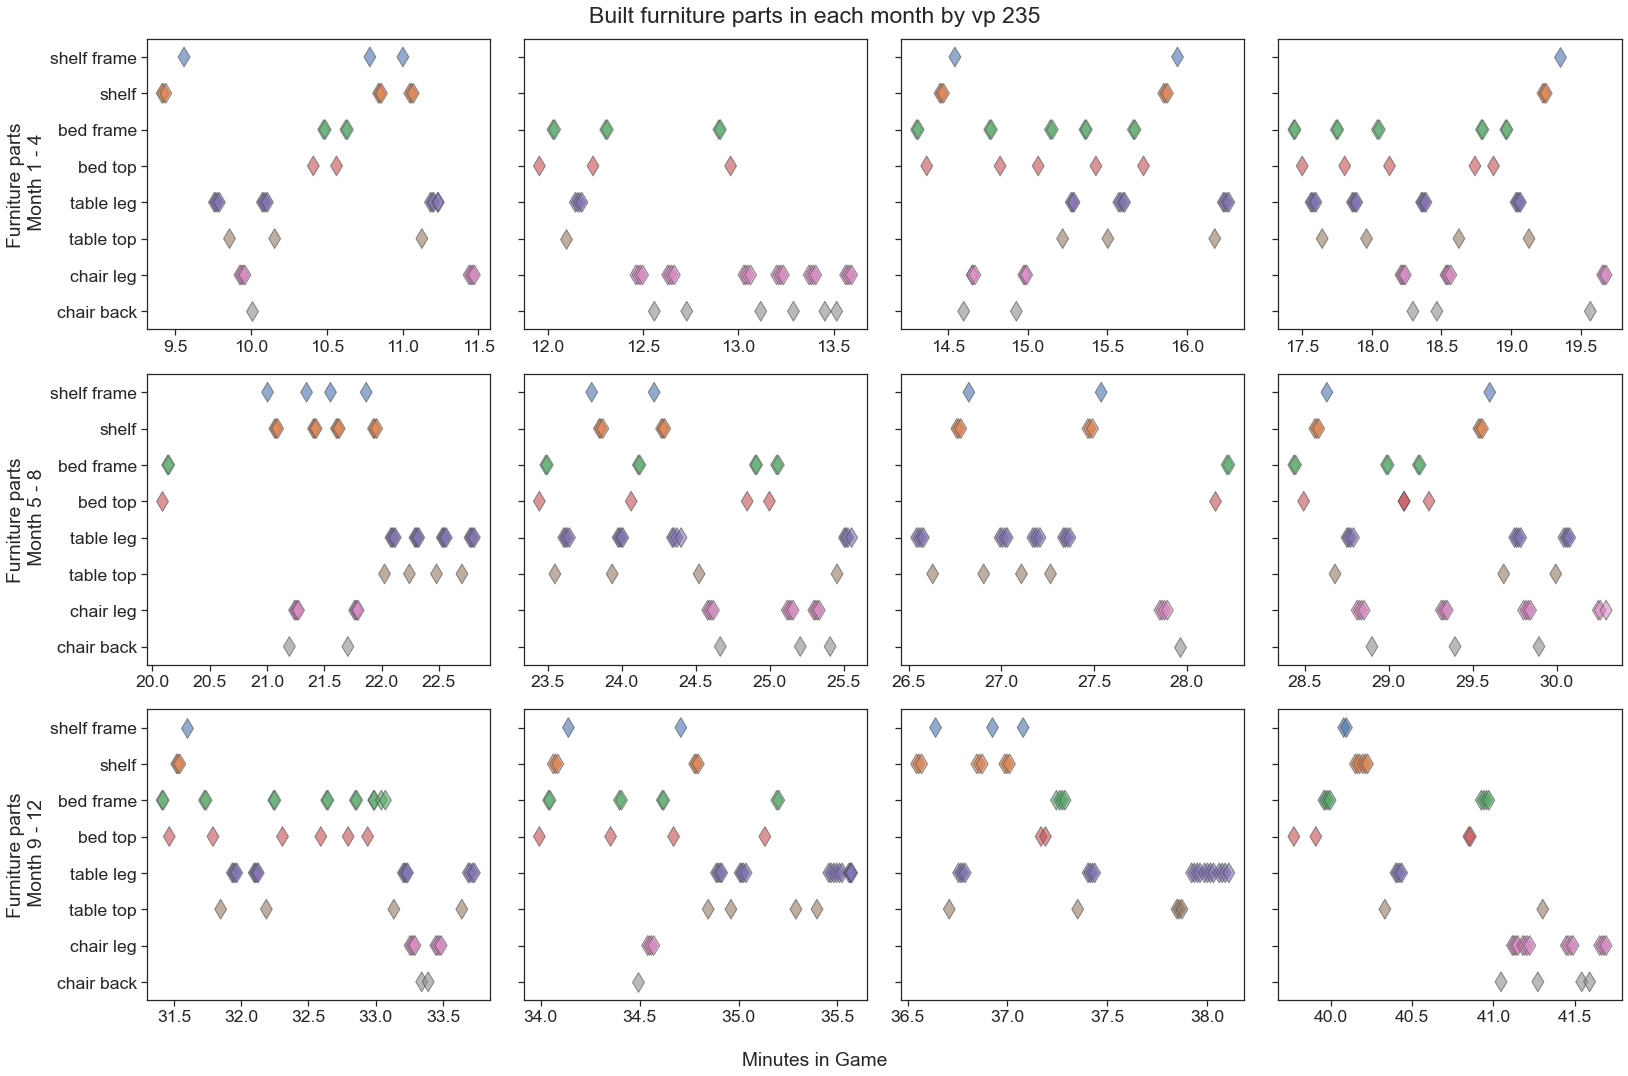 Built furniture parts in each month by vp 235
Furniture parts
Month 1 - 4
shelf frame
shelf
bed frame
bed top
table leg
table top
chair leg
chair back
9.5 10.0 10.5 11.0 11.5
12.0 12.5 13.0 13.5
14.5 15.0 15.5 16.0
17.5 18.0 18.5 19.0 19.5
Furniture parts
Month 5 - 8
shelf frame
shelf
bed frame
bed top
table leg
table top
chair leg
chair back
20.0 20.5 21.0 21.5 22.0 22.5
23.5 24.0 24.5 25.0 25.5
26.5 27.0 27.5 28.0
28.5 29.0 29.5 30.0
Furniture parts
Month 9 - 12
shelf frame
shelf
bed frame
bed top
table leg
table top
chair leg
chair back
31.5 32.0 32.5 33.0 33.5
34.0 34.5 35.0 35.5
36.5 37.0 37.5 38.0
40.0 40.5 41.0 41.5
Minutes in Game